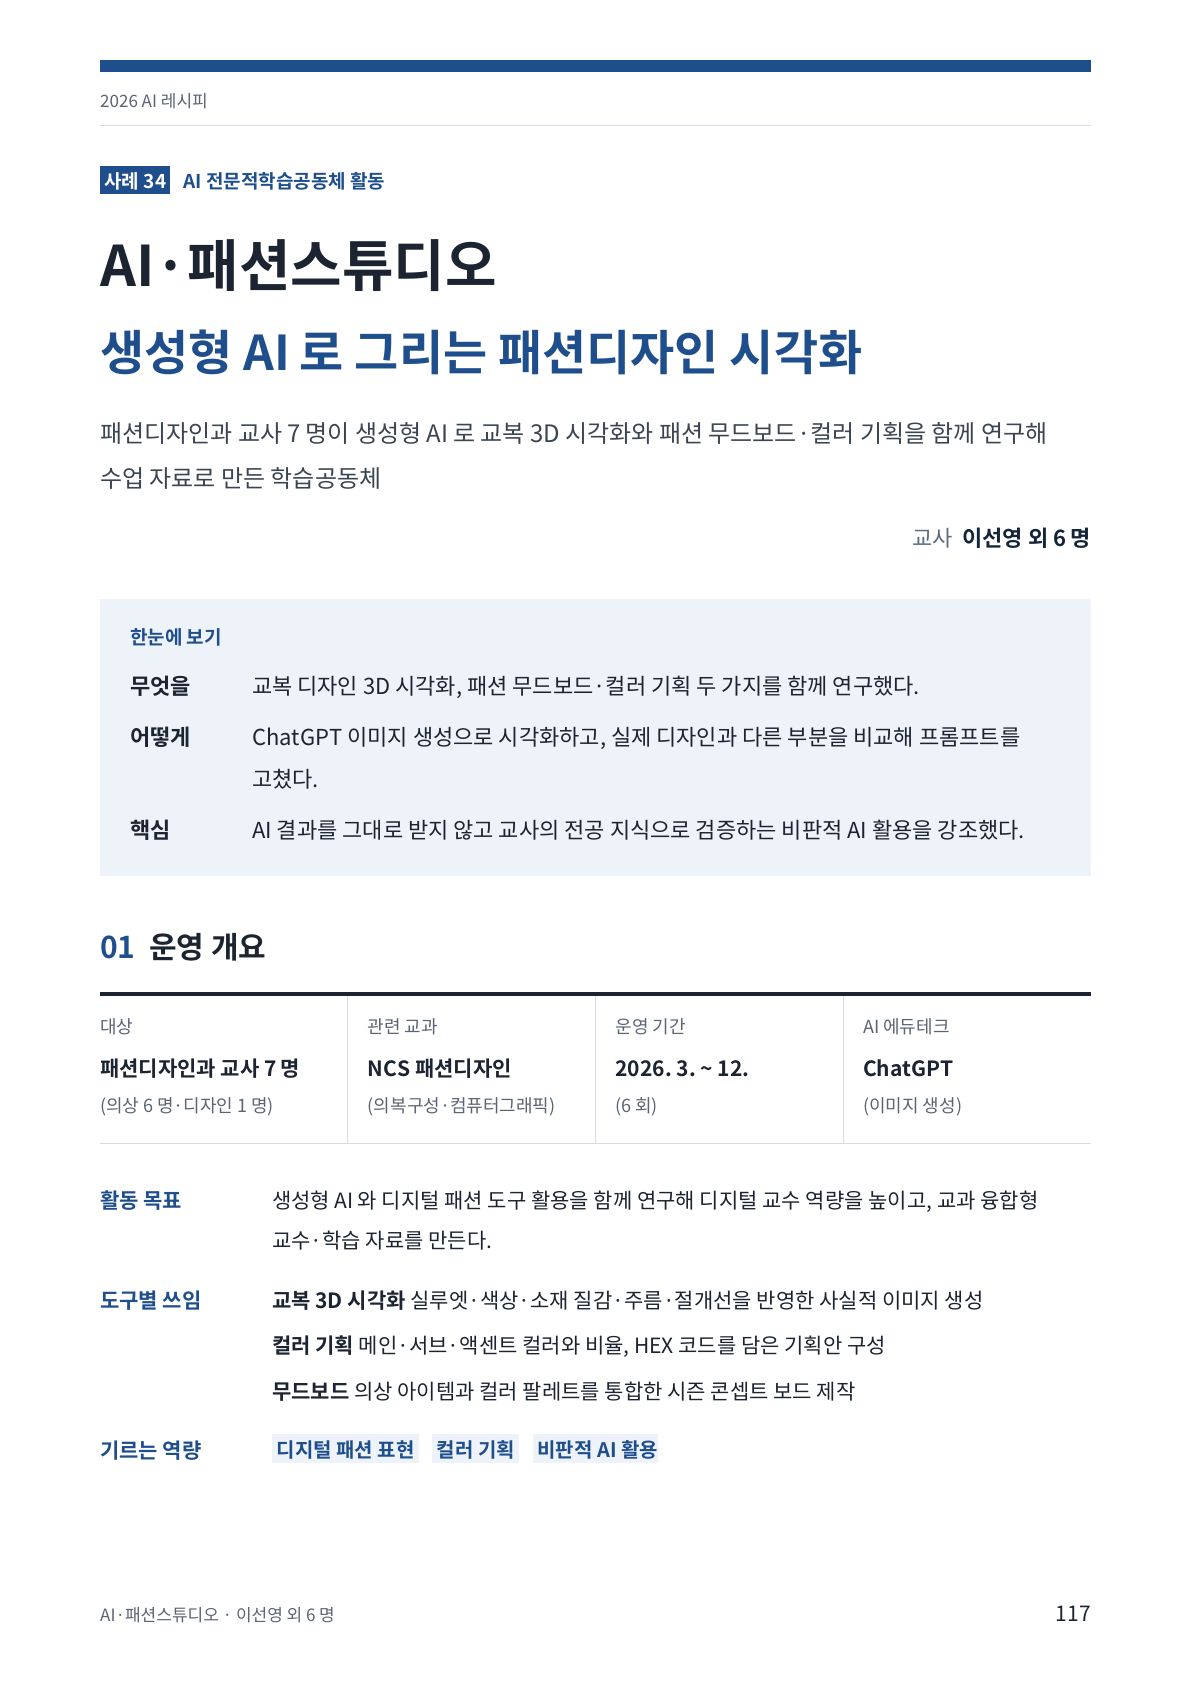 2026 AI 레시피
사례 34 AI 전문적학습공동체 활동
AI·패션스튜디오
생성형 AI 로 그리는 패션디자인 시각화
패션디자인과 교사 7 명이 생성형 AI 로 교복 3D 시각화와 패션 무드보드·컬러 기획을 함께 연구해
수업 자료로 만든 학습공동체
교사 이선영 외 6 명
한눈에 보기
무엇을 교복 디자인 3D 시각화, 패션 무드보드·컬러 기획 두 가지를 함께 연구했다.
어떻게 ChatGPT 이미지 생성으로 시각화하고, 실제 디자인과 다른 부분을 비교해 프롬프트를
고쳤다.
핵심 AI 결과를 그대로 받지 않고 교사의 전공 지식으로 검증하는 비판적 AI 활용을 강조했다.
01 운영 개요
대상 관련 교과 운영 기간 AI 에듀테크
패션디자인과 교사 7 명 NCS 패션디자인 2026. 3. ~ 12. ChatGPT
(의상 6 명·디자인 1 명) (의복구성·컴퓨터그래픽) (6 회) (이미지 생성)
활동 목표 생성형 AI 와 디지털 패션 도구 활용을 함께 연구해 디지털 교수 역량을 높이고, 교과 융합형
교수·학습 자료를 만든다.
도구별 쓰임 교복 3D 시각화 실루엣·색상·소재 질감·주름·절개선을 반영한 사실적 이미지 생성
컬러 기획 메인·서브·액센트 컬러와 비율, HEX 코드를 담은 기획안 구성
무드보드 의상 아이템과 컬러 팔레트를 통합한 시즌 콘셉트 보드 제작
기르는 역량 디지털 패션 표현 컬러 기획 비판적 AI 활용
AI·패션스튜디오 · 이선영 외 6 명 117